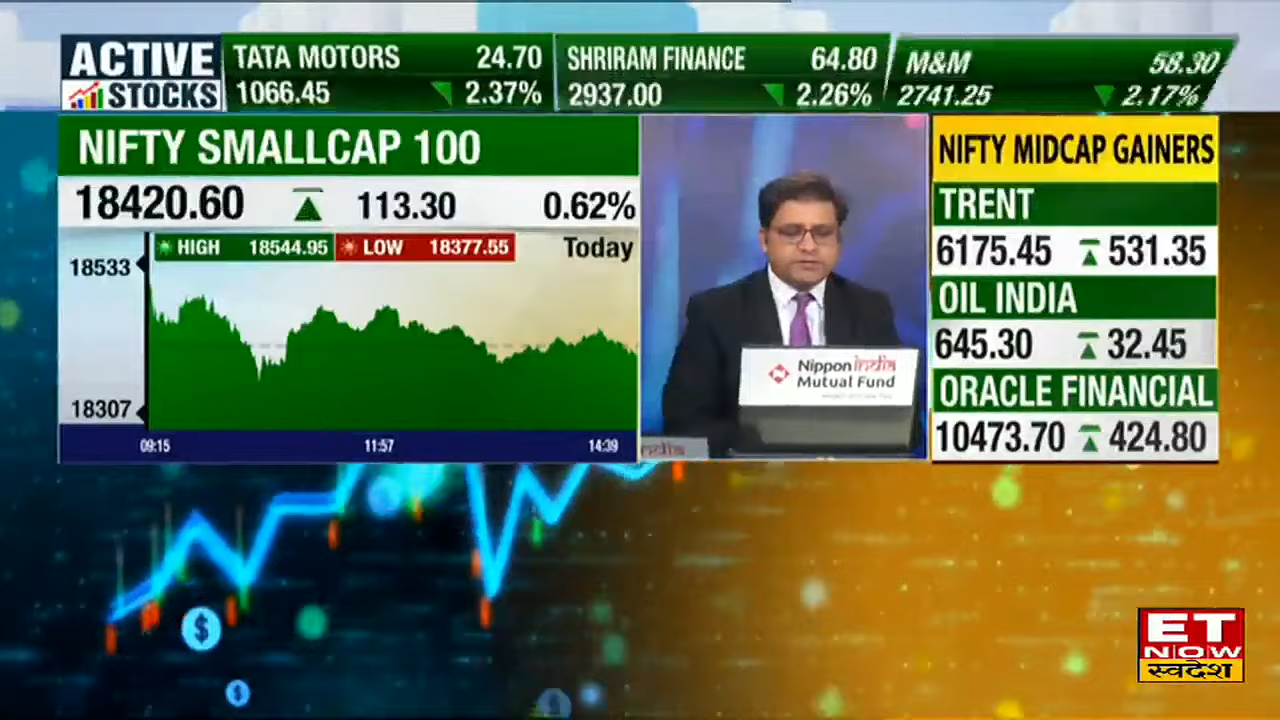 ACTIVE
STOCKS
TATA MOTORS 24.70
1066.45 2.37%
SHRIRAM FINANCE 64.80
2937.00 2.26%
M&M 58.30
2741.25 2.17%
NIFTY SMALLCAP 100
18420.60 113.30 0.62%
HIGH 18544.95 LOW 18377.55 Today
18533
18307
09:15 11:57 14:39
Nippon india
Mutual Fund
india
NIFTY MIDCAP GAINERS
TRENT
6175.45 531.35
OIL INDIA
645.30 32.45
ORACLE FINANCIAL
10473.70 424.80
$
$
$
ET
NOW
स्वदेश